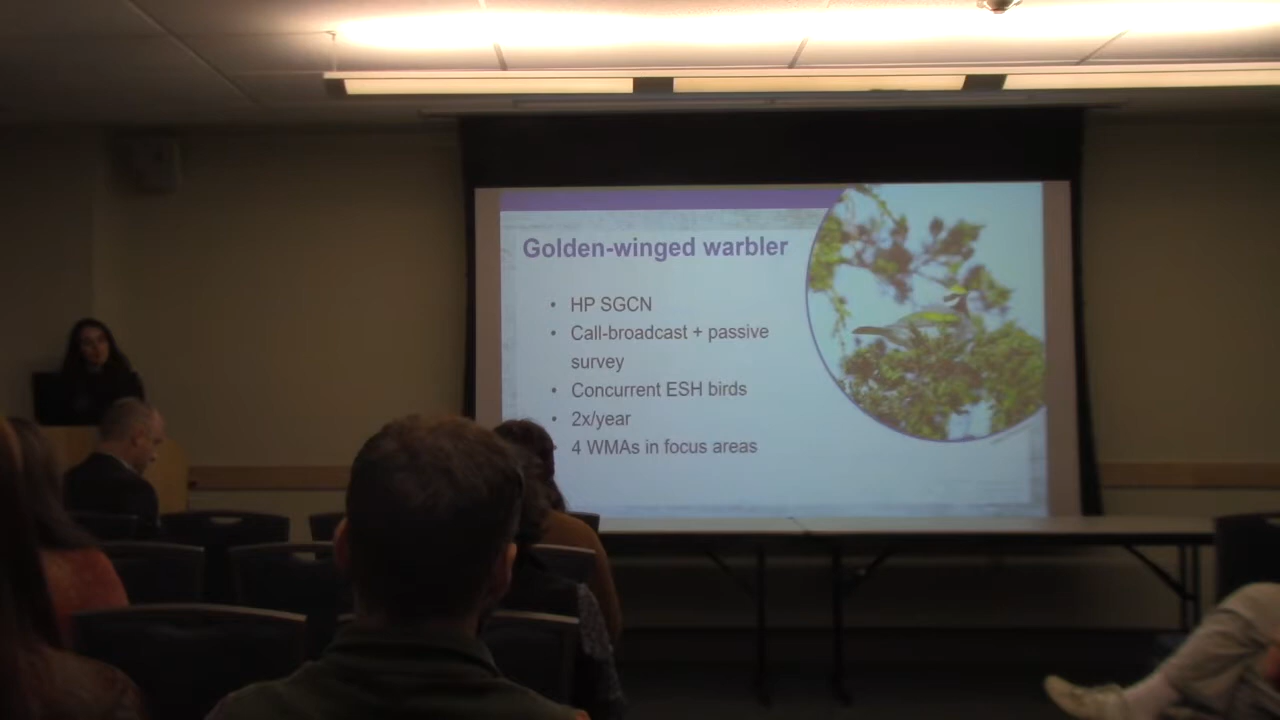 Golden-winged warbler
• HP SGCN
• Call-broadcast + passive
survey
• Concurrent ESH birds
• 2x/year
• 4 WMAs in focus areas